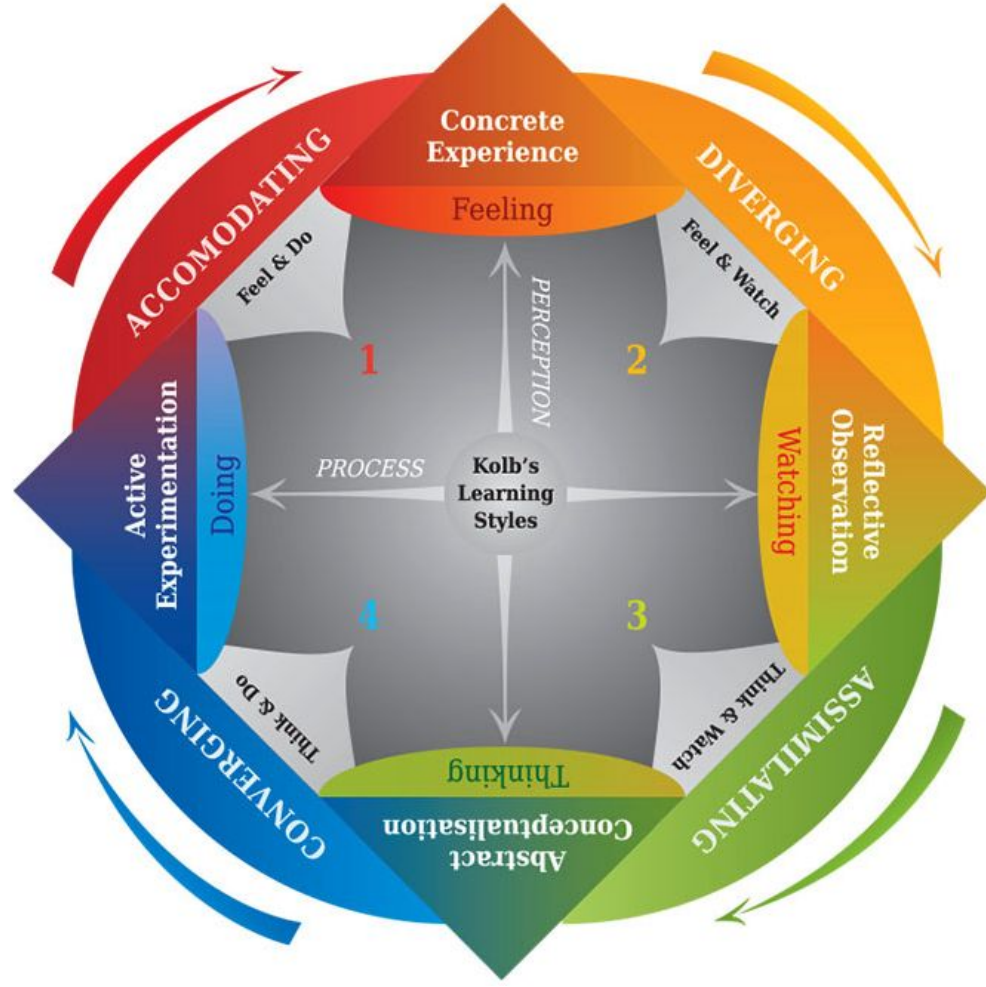 Concrete
Experience
Feeling
ACCOMODATING
DIVERGING
Feel & Do
Feel & Watch
PERCEPTION
1
2
Active
Experimentation
Doing
PROCESS
Kolb's
Learning
Styles
Watching
Reflective
Observation
4
3
Think & Do
Think & Watch
CONVERGING
ASSIMILATING
Thinking
Abstract
Conceptualisation